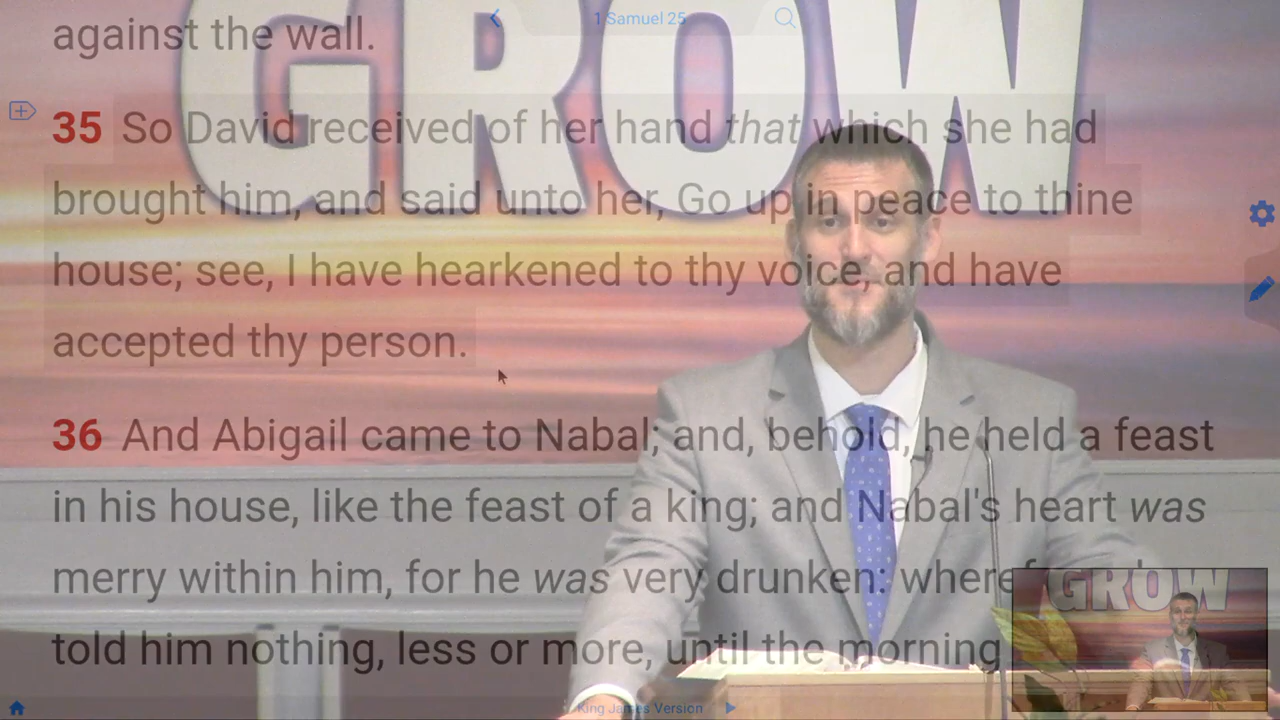 1 Samuel 25
GROW
against the wall.
35 So David received of her hand that which she had
brought him, and said unto her, Go up in peace to thine
house; see, I have hearkened to thy voice, and have
accepted thy person.
36 And Abigail came to Nabal; and, behold, he held a feast
in his house, like the feast of a king; and Nabal's heart was
merry within him, for he was very drunken:
told him nothing, less or more, until the morning
GROW
King James Version